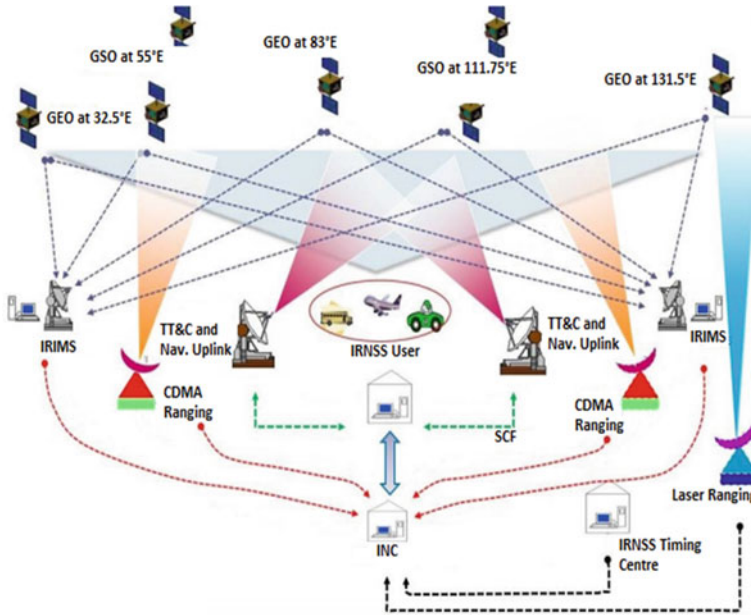 GSO at 55°E
GEO at 83°E
GSO at 111.75°E
GEO at 131.5°E
GEO at 32.5°E
IRIMS
TT&C and
Nav. Uplink
IRNSS User
TT&C and
Nav. Uplink
IRIMS
CDMA
Ranging
SCF
CDMA
Ranging
Laser Ranging
INC
IRNSS Timing
Centre